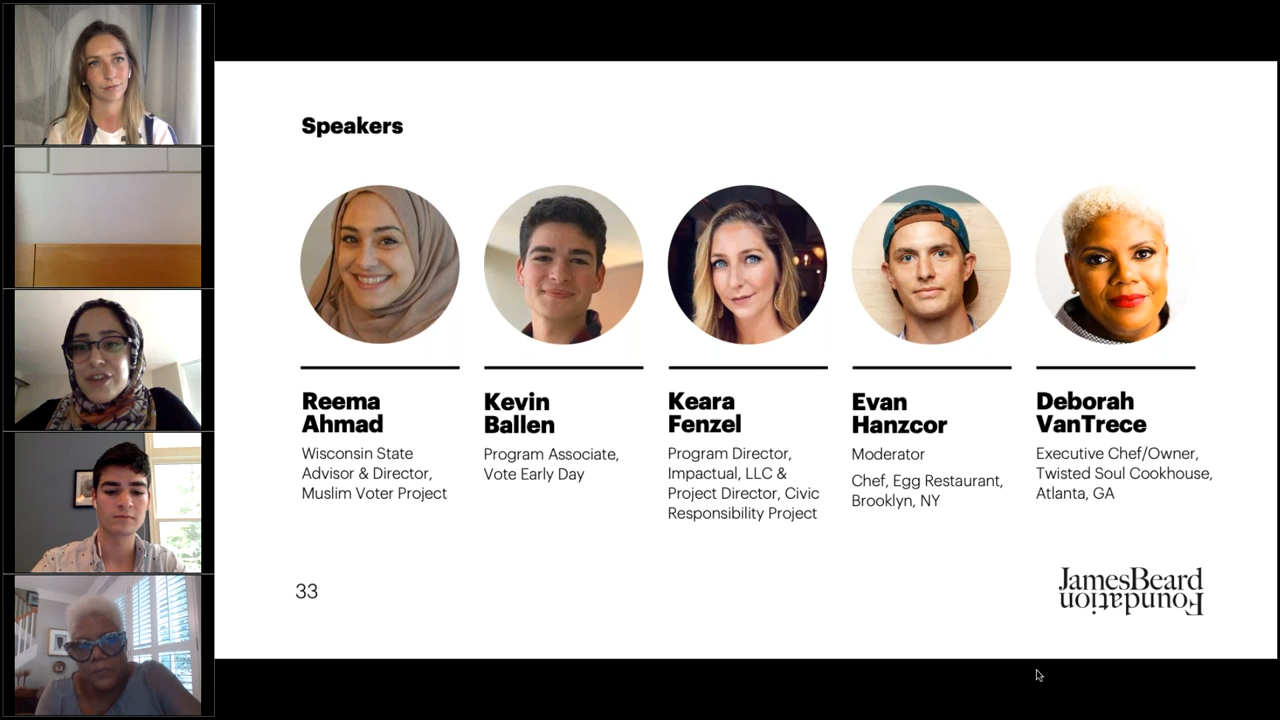 Speakers
Reema
Ahmad
Wisconsin State
Advisor & Director,
Muslim Voter Project
Kevin
Ballen
Program Associate,
Vote Early Day
Keara
Fenzel
Program Director,
Impactual, LLC &
Project Director, Civic
Responsibility Project
Evan
Hanzcor
Moderator
Chef, Egg Restaurant,
Brooklyn, NY
Deborah
VanTrece
Executive Chef/Owner,
Twisted Soul Cookhouse,
Atlanta, GA
33
JamesBeard
Foundation